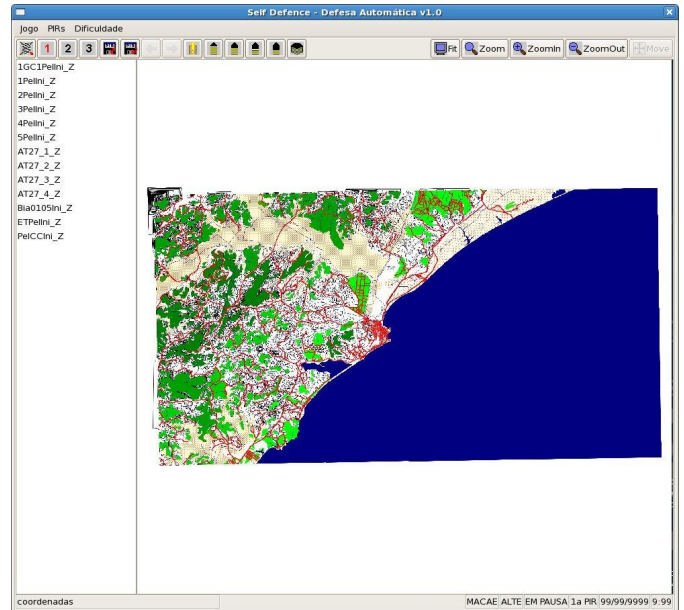 Self Defence - Defesa Automática v1.0
Jogo PIRs Dificuldade
1 2 3 Fit Zoom ZoomIn ZoomOut Move
1GC1PelIni_Z
1PelIni_Z
2PelIni_Z
3PelIni_Z
4PelIni_Z
5PelIni_Z
AT27_1_Z
AT27_2_Z
AT27_3_Z
AT27_4_Z
Bia0105Ini_Z
ETPelIni_Z
PelCCIni_Z
coordenadas MACAE ALTE EM PAUSA 1a PIR 99/99/9999 9:99